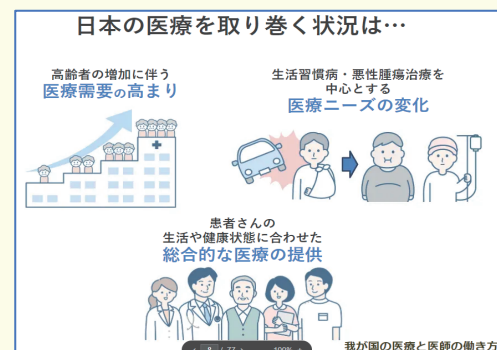 日本の医療を取り巻く状況は…
高齢者の増加に伴う
医療需要の高まり
生活習慣病・悪性腫瘍治療を
中心とする
医療ニーズの変化
患者さんの
生活や健康状態に合わせた
総合的な医療の提供
8 / 77
100%
我が国の医療と医師の働き方